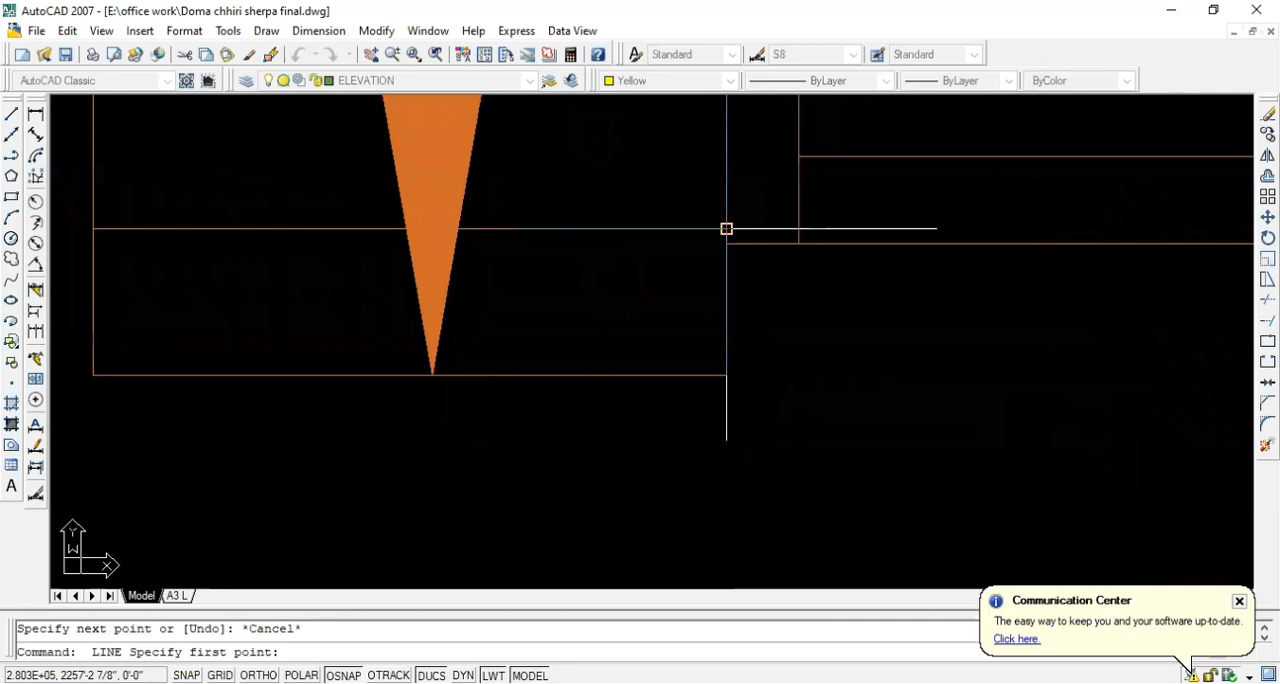 AutoCAD 2007 - [E:\office work\Doma chhiri sherpa final.dwg]
File Edit View Insert Format Tools Draw Dimension Modify Window Help Express Data View
Standard S8 Standard
AutoCAD Classic ELEVATION Yellow ByLayer ByLayer ByColor
A
Y
W
X
Model A3 L
Communication Center
The easy way to keep you and your software up-to-date.
Click here.
Specify next point or [Undo]: *Cancel*
Command: LINE Specify first point:
2.803E+05, 2257-2 7/8", 0'-0" SNAP GRID ORTHO POLAR OSNAP OTRACK DUCS DYN LWT MODEL